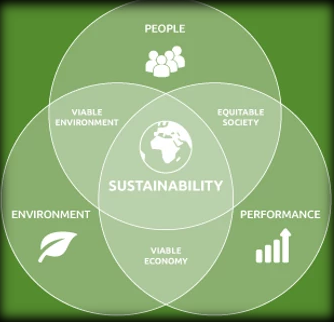 PEOPLE
VIABLE
ENVIRONMENT
EQUITABLE
SOCIETY
SUSTAINABILITY
ENVIRONMENT
PERFORMANCE
VIABLE
ECONOMY